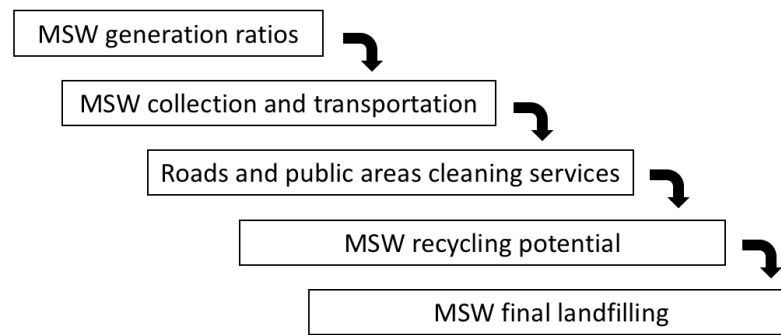 MSW generation ratios
MSW collection and transportation
Roads and public areas cleaning services
MSW recycling potential
MSW final landfilling